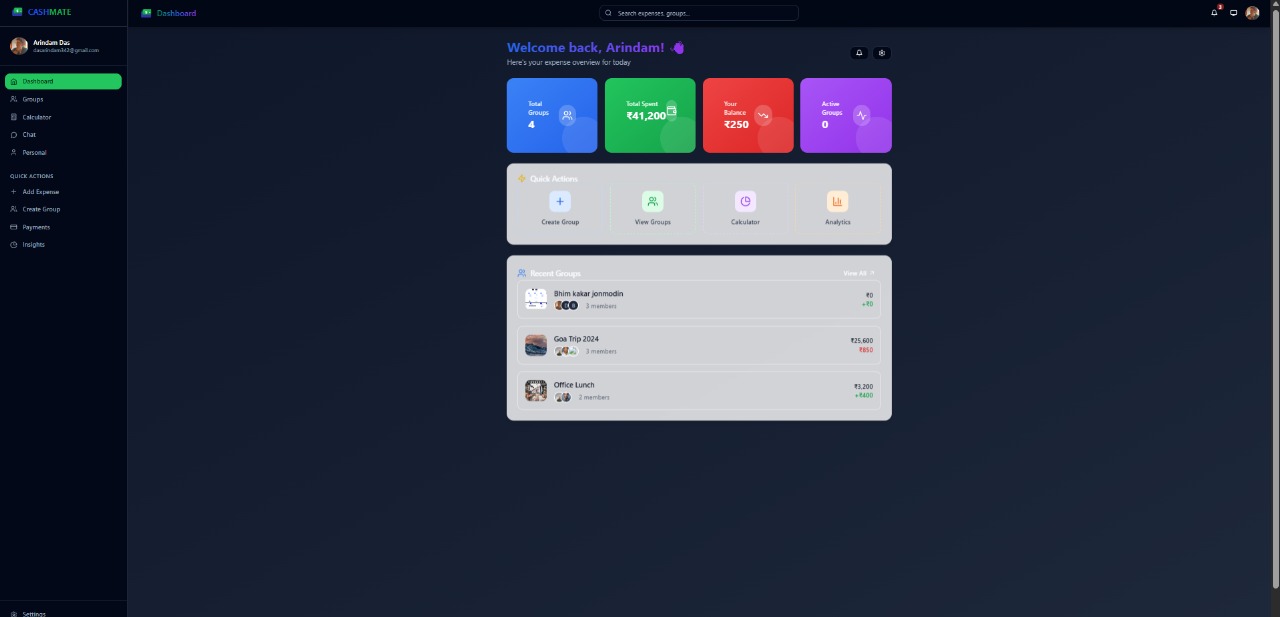 CASHMATE
Arindam Das
Dashboard
Groups
Calculator
Chat
Personal
QUICK ACTIONS
Add Expense
Create Group
Payments
Insights
Settings
Dashboard
Search expenses, groups...
3
Welcome back, Arindam!
Here's your expense overview for today
Total Groups
4
Total Spent
₹41,200
Your Balance
₹250
Active Groups
0
Quick Actions
Create Group
View Groups
Calculator
Analytics
Recent Groups
View All
Bhim kakar jonmodin
3 members
₹0
+₹0
Goa Trip 2024
3 members
₹25,600
₹850
Office Lunch
2 members
₹3,200
+₹400